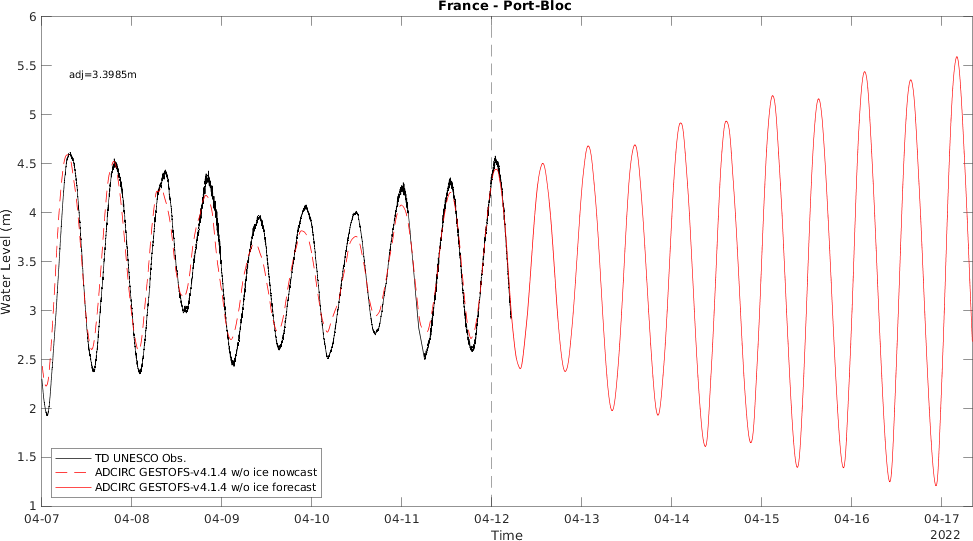 France - Port-Bloc
6
5.5
5
4.5
4
3.5
3
2.5
2
1.5
1
Water Level (m)
adj=3.3985m
TD UNESCO Obs.
ADCIRC GESTOFS-v4.1.4 w/o ice nowcast
ADCIRC GESTOFS-v4.1.4 w/o ice forecast
04-07 04-08 04-09 04-10 04-11 04-12 04-13 04-14 04-15 04-16 04-17
Time
2022